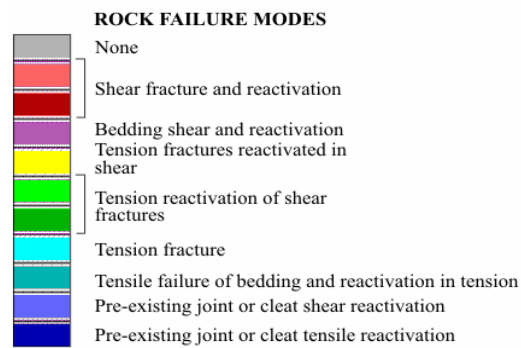 ROCK FAILURE MODES
None
Shear fracture and reactivation
Bedding shear and reactivation
Tension fractures reactivated in
shear
Tension reactivation of shear
fractures
Tension fracture
Tensile failure of bedding and reactivation in tension
Pre-existing joint or cleat shear reactivation
Pre-existing joint or cleat tensile reactivation